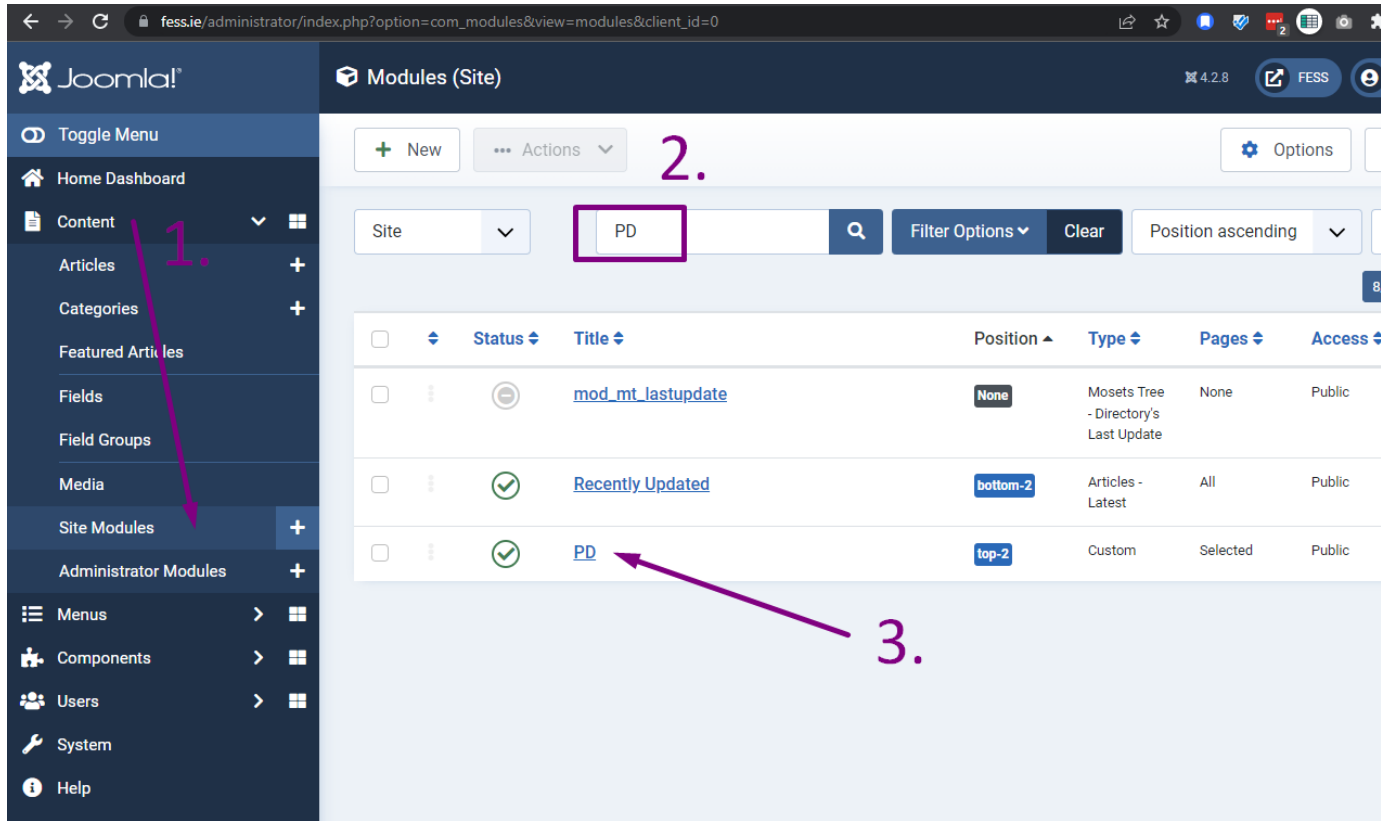 fess.ie/administrator/index.php?option=com_modules&view=modules&client_id=0
2
Joomla!
Modules (Site)
4.2.8
FESS
Toggle Menu
New
Actions
2.
Options
Home Dashboard
Content
1.
Site
PD
Filter Options
Clear
Position ascending
Articles
8
Categories
Featured Articles
Status
Title
Position
Type
Pages
Access
Fields
mod_mt_lastupdate
None
Mosets Tree
- Directory's
Last Update
None
Public
Field Groups
Media
Recently Updated
bottom-2
Articles -
Latest
All
Public
Site Modules
PD
top-2
Custom
Selected
Public
Administrator Modules
Menus
3.
Components
Users
System
Help